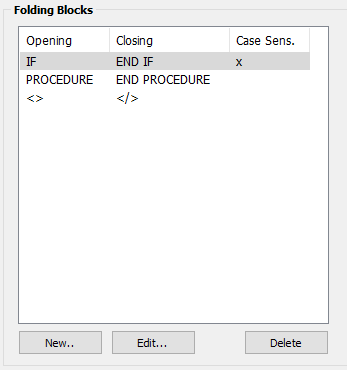 Folding Blocks
Opening Closing Case Sens.
IF END IF x
PROCEDURE END PROCEDURE
<> </>
New.. Edit... Delete